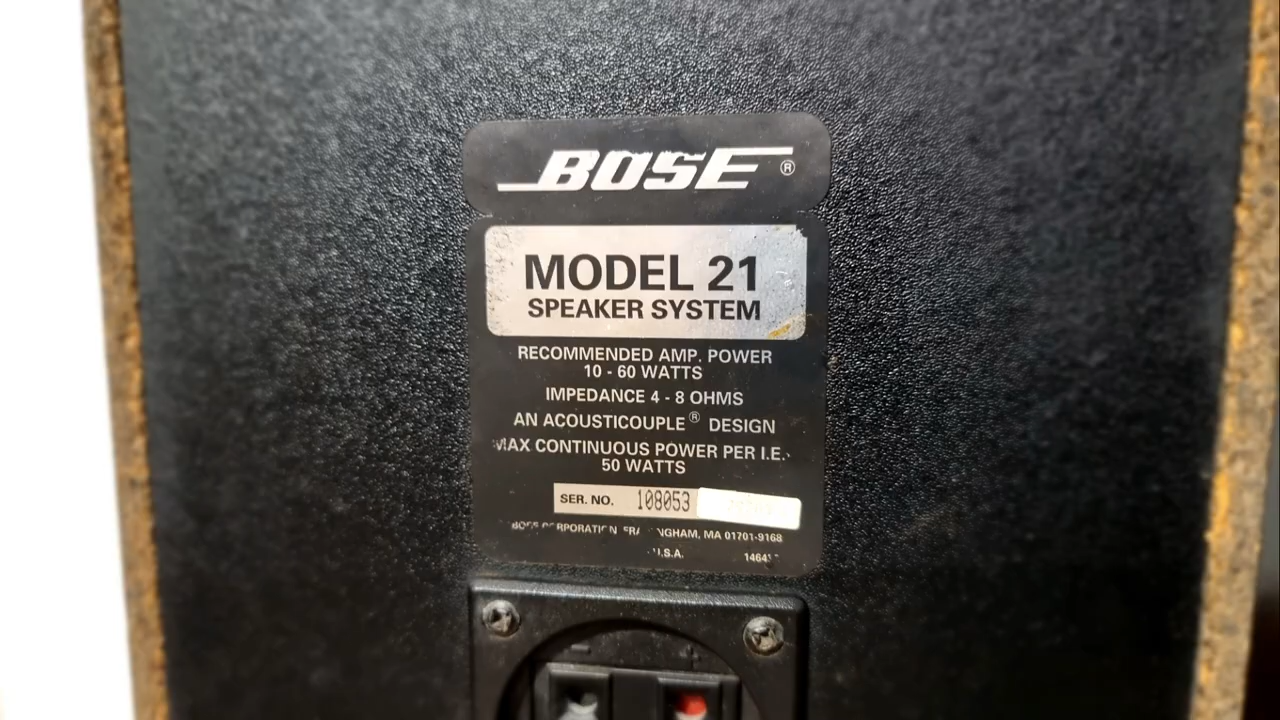 BOSE®
MODEL 21
SPEAKER SYSTEM
RECOMMENDED AMP. POWER
10 - 60 WATTS
IMPEDANCE 4 - 8 OHMS
AN ACOUSTICOUPLE® DESIGN
MAX CONTINUOUS POWER PER I.E.
50 WATTS
SER. NO. 108053
MA 01701-9168
U.S.A.